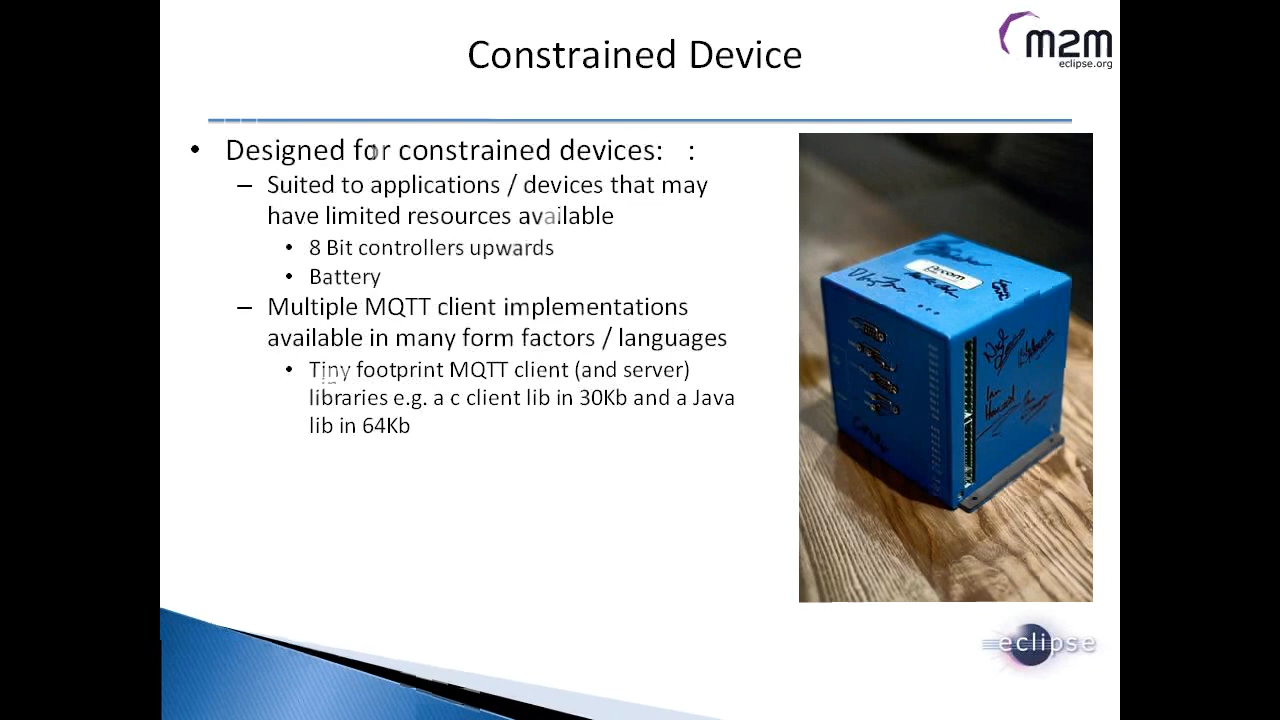 Constrained Device
m2m
eclipse.org
• Designed for constrained devices: :
– Suited to applications / devices that may
have limited resources available
• 8 Bit controllers upwards
• Battery
– Multiple MQTT client implementations
available in many form factors / languages
• Tiny footprint MQTT client (and server)
libraries e.g. a c client lib in 30Kb and a Java
lib in 64Kb
eclipse